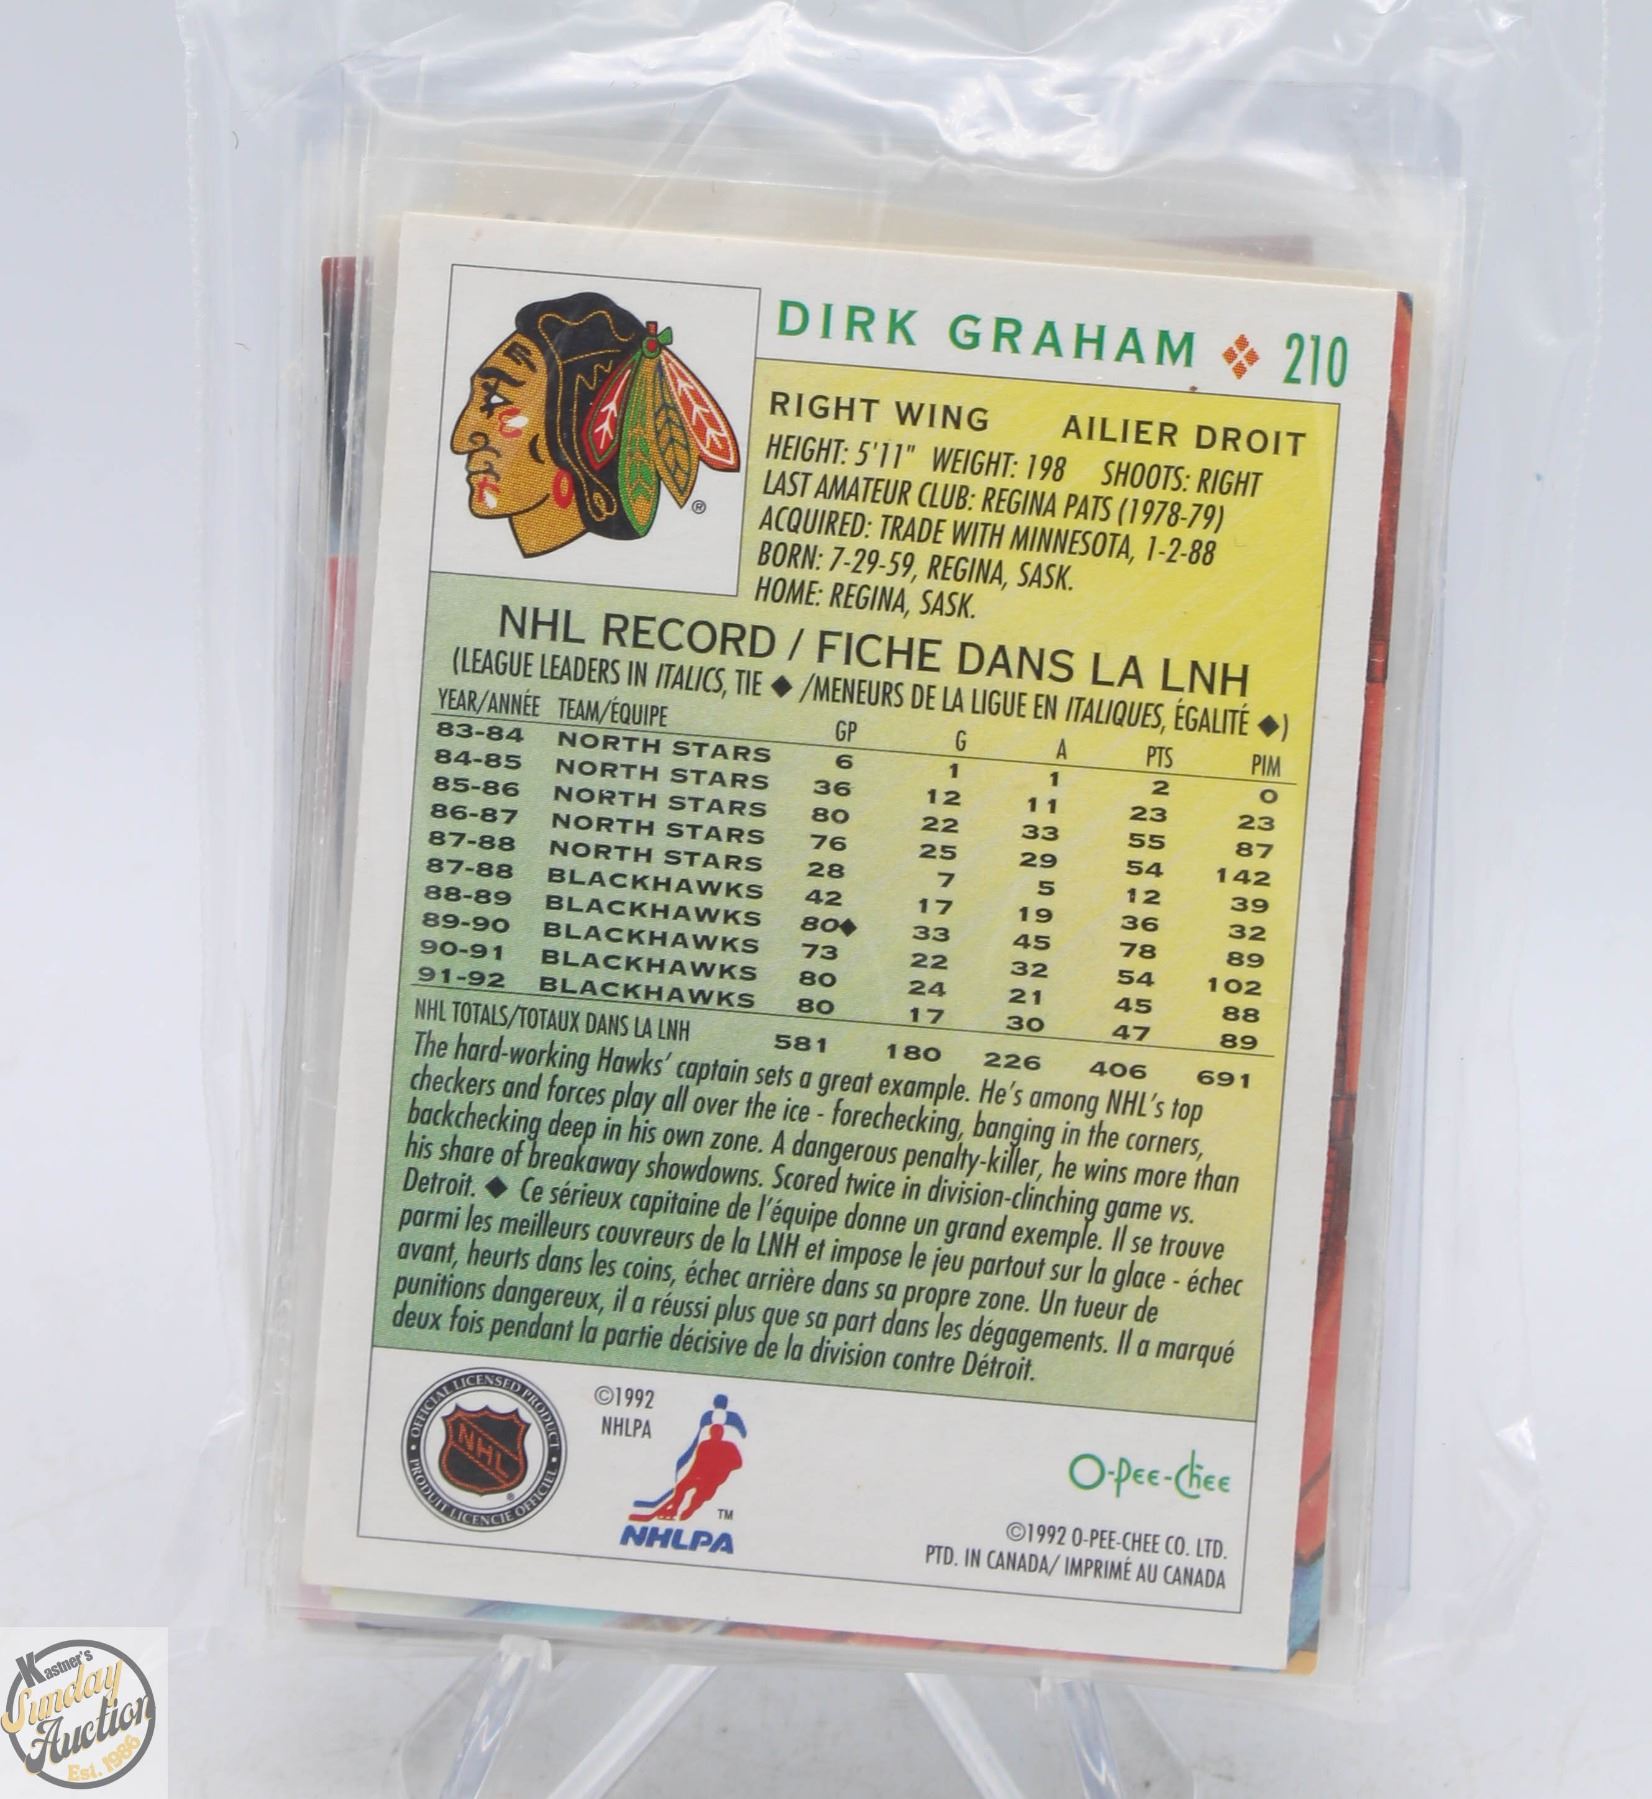 DIRK GRAHAM 210
RIGHT WING AILIER DROIT
HEIGHT: 5'11" WEIGHT: 198 SHOOTS: RIGHT
LAST AMATEUR CLUB: REGINA PATS (1978-79)
ACQUIRED: TRADE WITH MINNESOTA, 1-2-88
BORN: 7-29-59, REGINA, SASK.
HOME: REGINA, SASK.
®
NHL RECORD / FICHE DANS LA LNH
(LEAGUE LEADERS IN ITALICS, TIE ◆ /MENEURS DE LA LIGUE EN ITALIQUES, ÉGALITÉ ◆)
YEAR/ANNÉE TEAM/ÉQUIPE GP G A PTS PIM
83-84 NORTH STARS 6 1 1 2 0
84-85 NORTH STARS 36 12 11 23 23
85-86 NORTH STARS 80 22 33 55 87
86-87 NORTH STARS 76 25 29 54 142
87-88 NORTH STARS 28 7 5 12 39
87-88 BLACKHAWKS 42 17 19 36 32
88-89 BLACKHAWKS 80◆ 33 45 78 89
89-90 BLACKHAWKS 73 22 32 54 102
90-91 BLACKHAWKS 80 24 21 45 88
91-92 BLACKHAWKS 80 17 30 47 89
NHL TOTALS/TOTAUX DANS LA LNH 581 180 226 406 691
The hard-working Hawks' captain sets a great example. He's among NHL's top
checkers and forces play all over the ice - forechecking, banging in the corners,
backchecking deep in his own zone. A dangerous penalty-killer, he wins more than
his share of breakaway showdowns. Scored twice in division-clinching game vs.
Detroit. ◆ Ce sérieux capitaine de l'équipe donne un grand exemple. Il se trouve
parmi les meilleurs couvreurs de la LNH et impose le jeu partout sur la glace - échec
avant, heurts dans les coins, échec arrière dans sa propre zone. Un tueur de
punitions dangereux, il a réussi plus que sa part dans les dégagements. Il a marqué
deux fois pendant la partie décisive de la division contre Détroit.
• OFFICIAL LICENSED PRODUCT •
NHL
®
PRODUIT LICENCIE OFFICIEL
©1992
NHLPA
TM
NHLPA
O-Pee-Chee
©1992 O-PEE-CHEE CO. LTD.
PTD. IN CANADA/ IMPRIMÉ AU CANADA
Kastner's
Sunday
Auction
Est. 1986